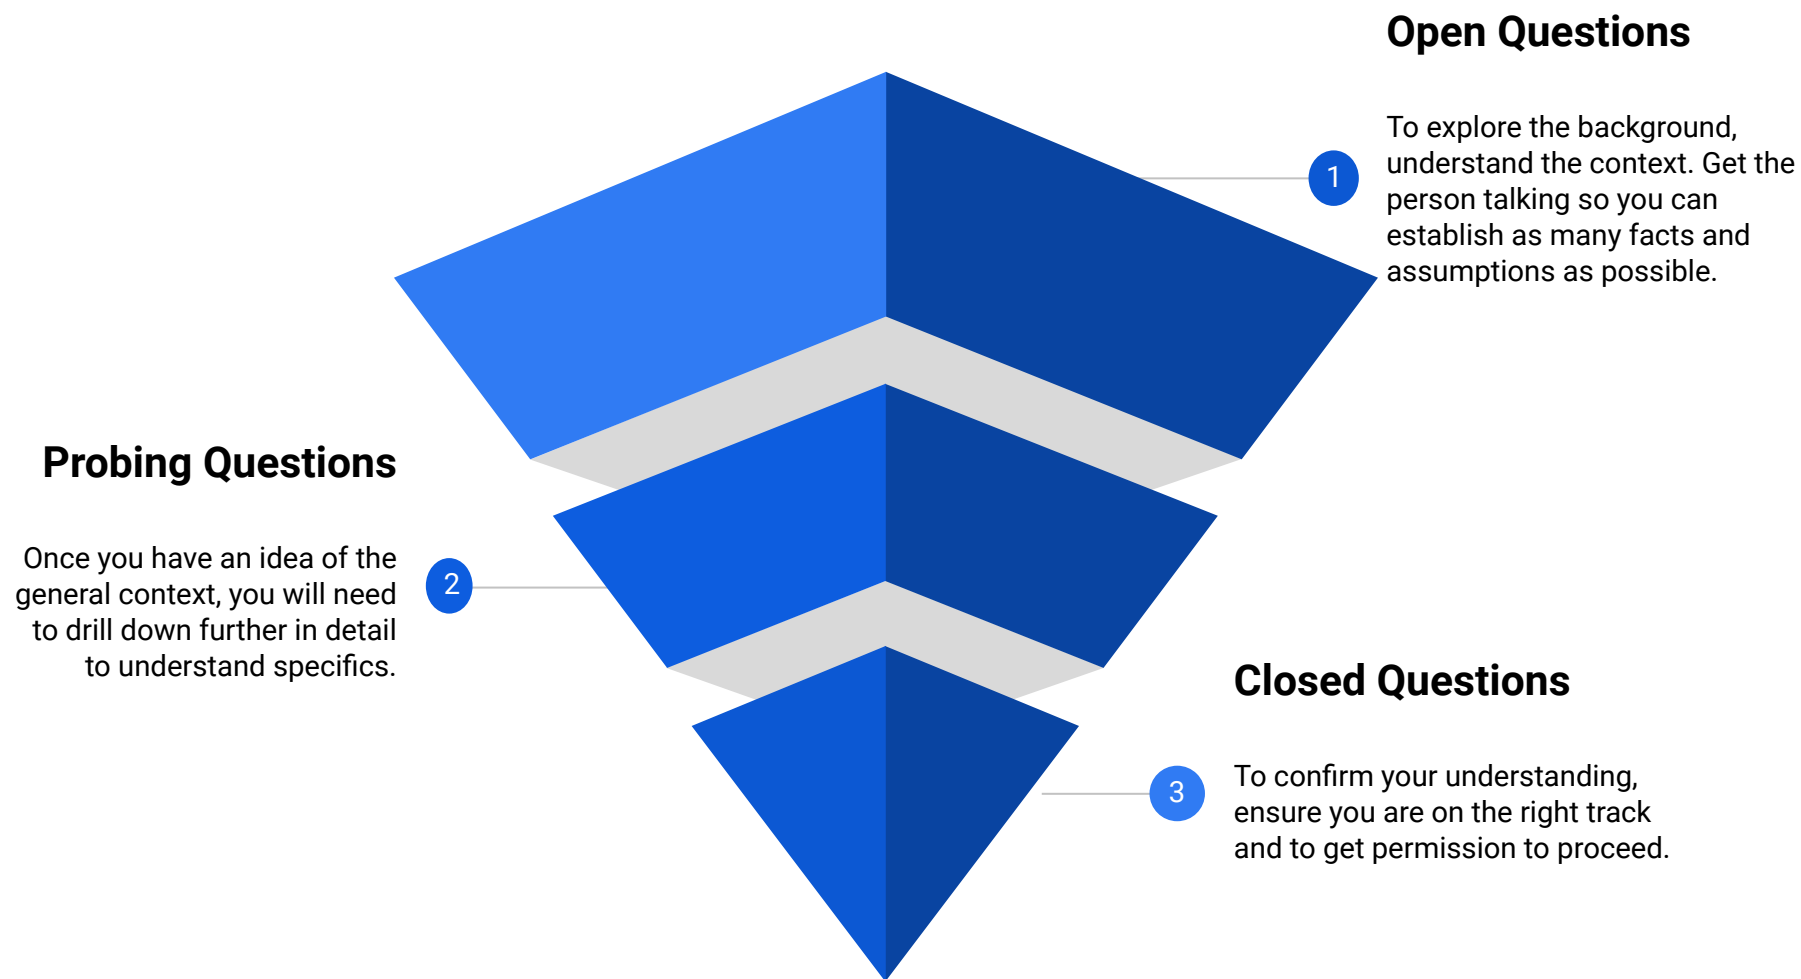 Open Questions
1
To explore the background,
understand the context. Get the
person talking so you can
establish as many facts and
assumptions as possible.
Probing Questions
Once you have an idea of the
general context, you will need
to drill down further in detail
to understand specifics.
2
Closed Questions
3
To confirm your understanding,
ensure you are on the right track
and to get permission to proceed.